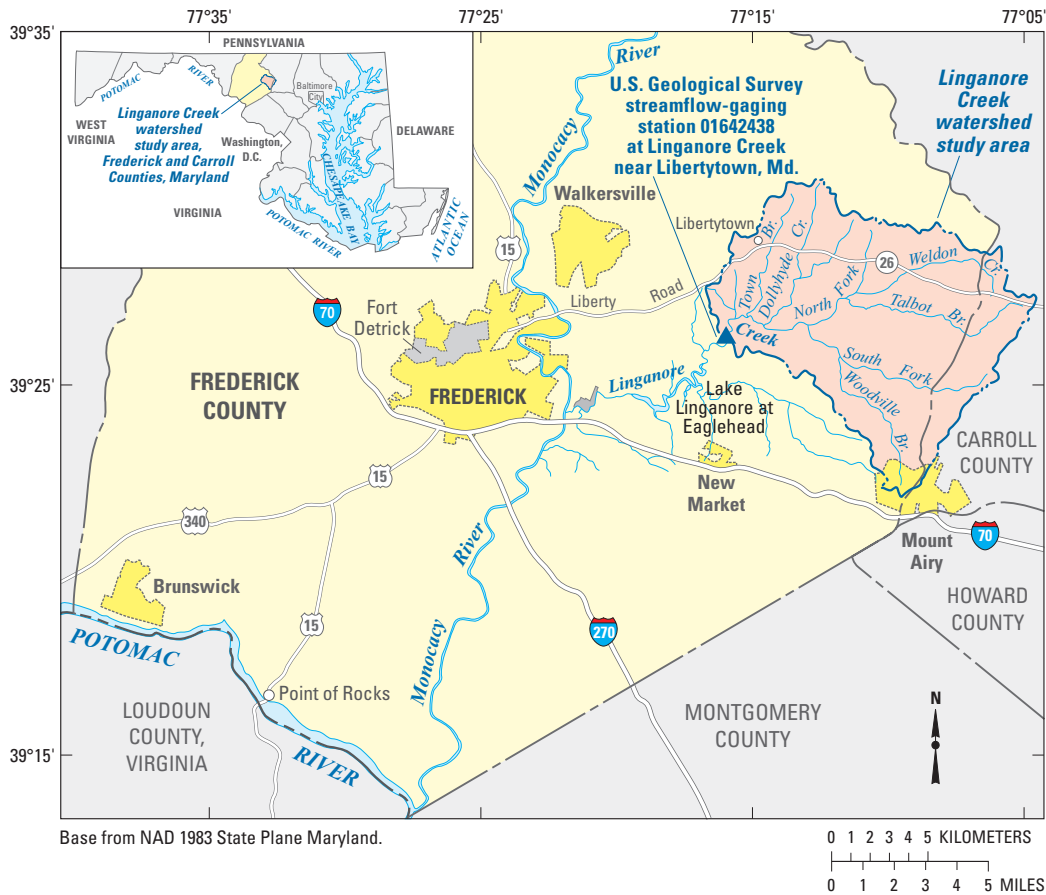 77°35'
77°25'
77°15'
77°05'
39°35'
39°25'
39°15'
PENNSYLVANIA
POTOMAC
RIVER
Baltimore
City
Linganore Creek
watershed
study area,
Frederick and Carroll
Counties, Maryland
WEST
VIRGINIA
Washington,
D.C.
DELAWARE
CHESAPEAKE BAY
VIRGINIA
POTOMAC RIVER
ATLANTIC
OCEAN
River
Monocacy
U.S. Geological Survey
streamflow-gaging
station 01642438
at Linganore Creek
near Libertytown, Md.
Linganore
Creek
watershed
study area
Walkersville
Libertytown
15
26
Town
Br.
Dollyhyde
Cr.
North
Fork
Weldon
Cr.
Talbot
Br.
Liberty
Road
70
Fort
Detrick
Creek
South
Fork
Woodville
Br.
FREDERICK
COUNTY
FREDERICK
Linganore
Lake
Linganore at
Eaglehead
CARROLL
COUNTY
New
Market
15
340
Mount
Airy
70
Brunswick
River
Monocacy
HOWARD
COUNTY
15
270
POTOMAC
RIVER
Point of Rocks
LOUDOUN
COUNTY,
VIRGINIA
MONTGOMERY
COUNTY
N
Base from NAD 1983 State Plane Maryland.
0 1 2 3 4 5 KILOMETERS
0 1 2 3 4 5 MILES